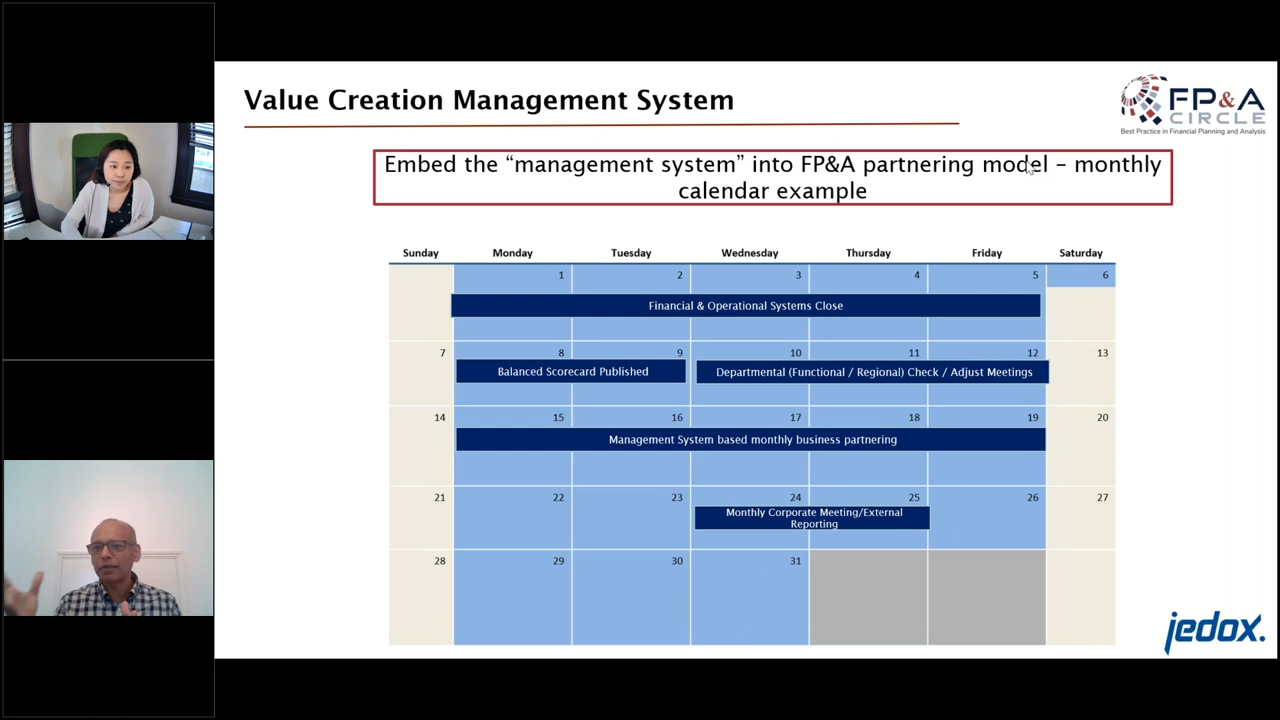 Value Creation Management System
FP&A
CIRCLE
Best Practice in Financial Planning and Analysis
Embed the “management system” into FP&A partnering model – monthly
calendar example
Sunday Monday Tuesday Wednesday Thursday Friday Saturday
1 2 3 4 5 6
Financial & Operational Systems Close
7 8 9 10 11 12 13
Balanced Scorecard Published Departmental (Functional / Regional) Check / Adjust Meetings
14 15 16 17 18 19 20
Management System based monthly business partnering
21 22 23 24 25 26 27
Monthly Corporate Meeting/External
Reporting
28 29 30 31
jedox.